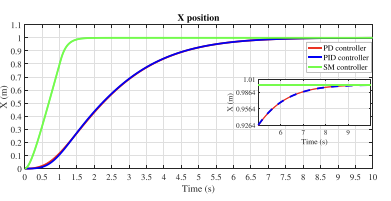 X position
1.1
1
0.9
0.8
0.7
0.6
0.5
0.4
0.3
0.2
0.1
0
X (m)
0 0.5 1 1.5 2 2.5 3 3.5 4 4.5 5 5.5 6 6.5 7 7.5 8 8.5 9 9.5 10
Time (s)
PD controller
PID controller
SM controller
1.01
0.9864
0.9564
0.9264
X (m)
6 7 8 9
Time (s)